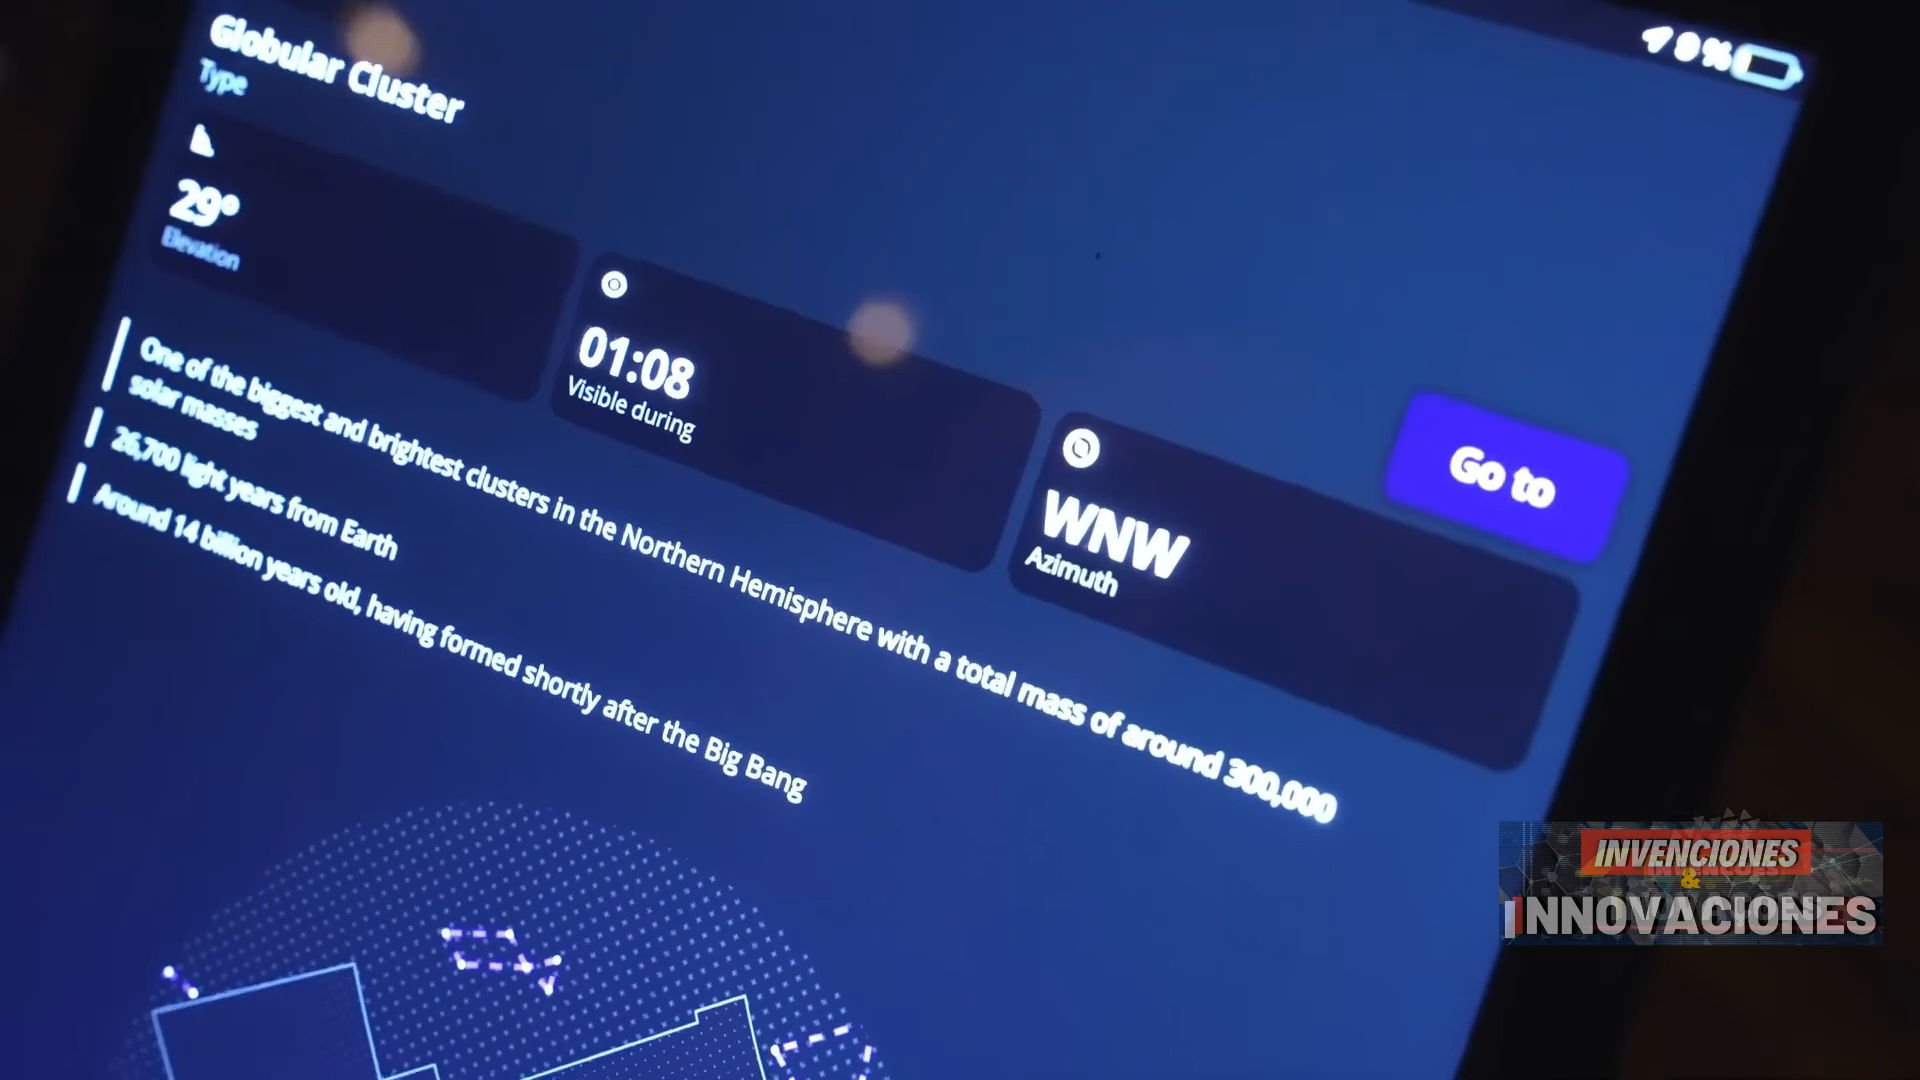 Globular Cluster
Type
9%
29°
Elevation
01:08
Visible during
WNW
Azimuth
Go to
One of the biggest and brightest clusters in the Northern Hemisphere with a total mass of around 300,000
solar masses
26,700 light years from Earth
Around 14 billion years old, having formed shortly after the Big Bang
INVENCIONES
&
INNOVACIONES